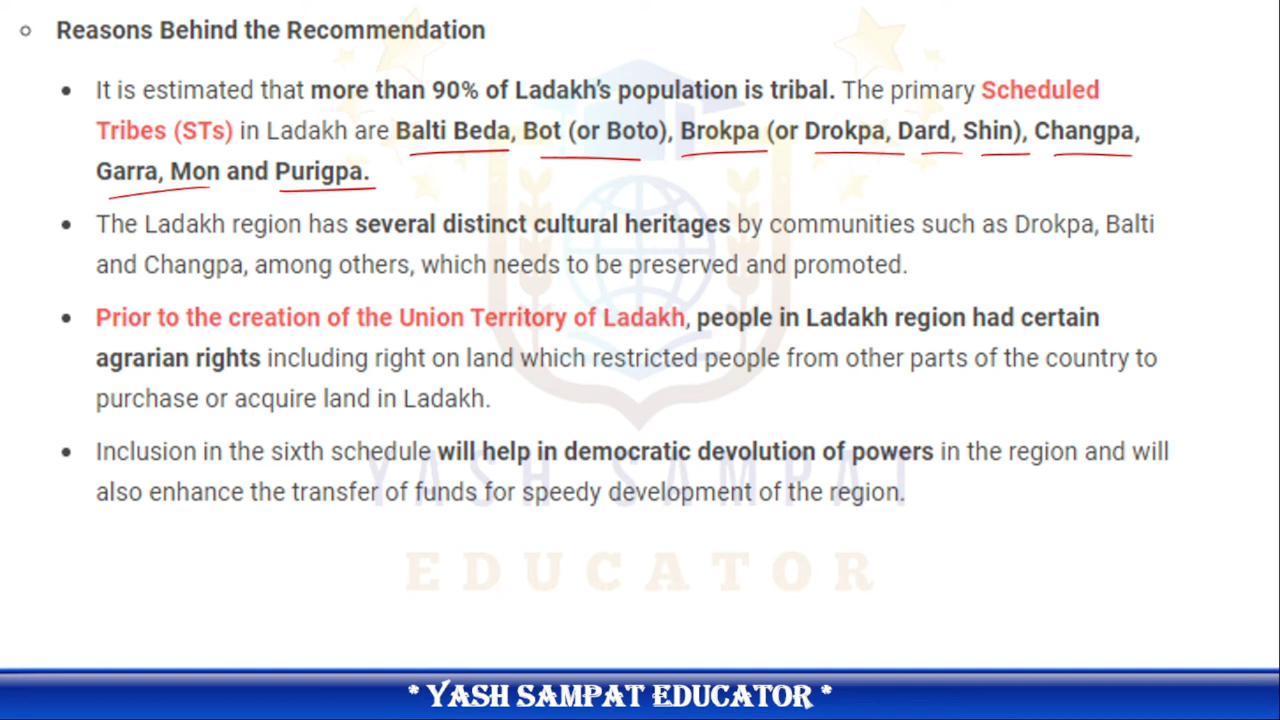 Reasons Behind the Recommendation
It is estimated that more than 90% of Ladakh's population is tribal. The primary Scheduled
Tribes (STs) in Ladakh are Balti Beda, Bot (or Boto), Brokpa (or Drokpa, Dard, Shin), Changpa,
Garra, Mon and Purigpa.
The Ladakh region has several distinct cultural heritages by communities such as Drokpa, Balti
and Changpa, among others, which needs to be preserved and promoted.
Prior to the creation of the Union Territory of Ladakh, people in Ladakh region had certain
agrarian rights including right on land which restricted people from other parts of the country to
purchase or acquire land in Ladakh.
Inclusion in the sixth schedule will help in democratic devolution of powers in the region and will
also enhance the transfer of funds for speedy development of the region.
YASH SAMPAT
EDUCATOR
* YASH SAMPAT EDUCATOR *